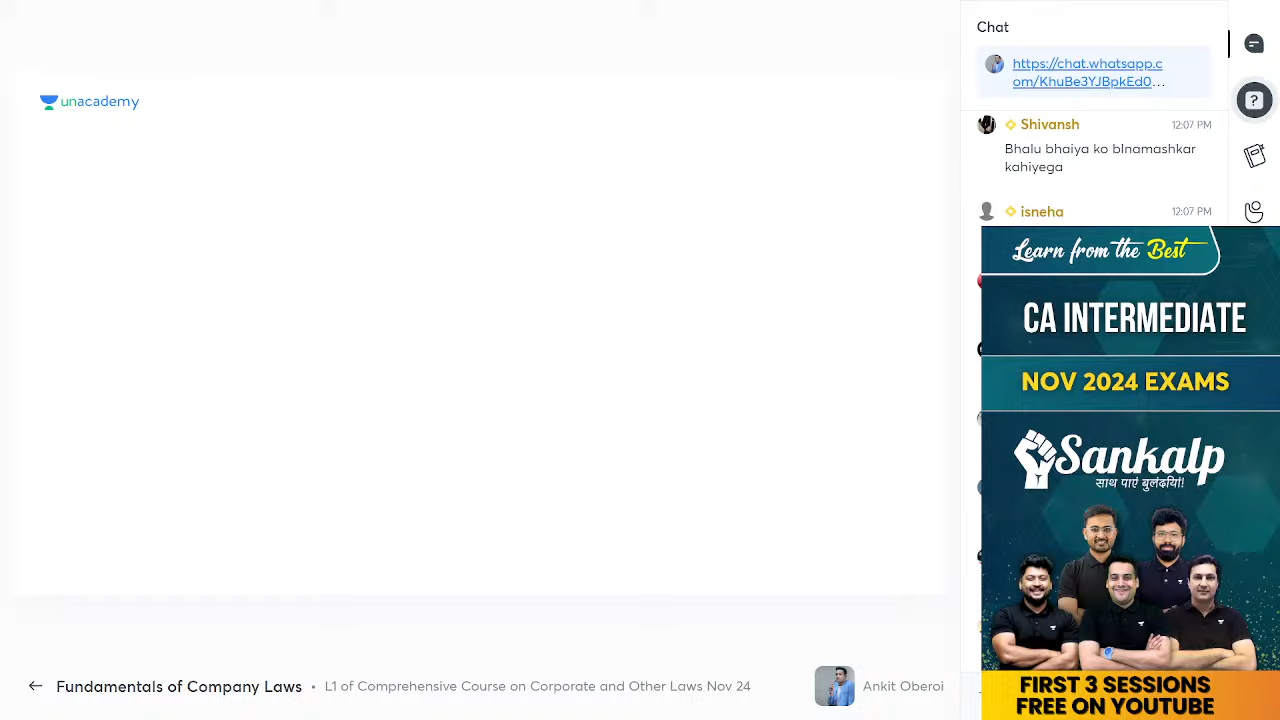 unacademy
Fundamentals of Company Laws • L1 of Comprehensive Course on Corporate and Other Laws Nov 24
Ankit Oberoi
Chat
https://chat.whatsapp.c
om/KhuBe3YJBpkEd0…
Shivansh 12:07 PM
Bhalu bhaiya ko blnamashkar
kahiyega
isneha 12:07 PM
?
Learn from the Best
CA INTERMEDIATE
NOV 2024 EXAMS
Sankalp
साथ पाएं बुलंदियां!
FIRST 3 SESSIONS
FREE ON YOUTUBE